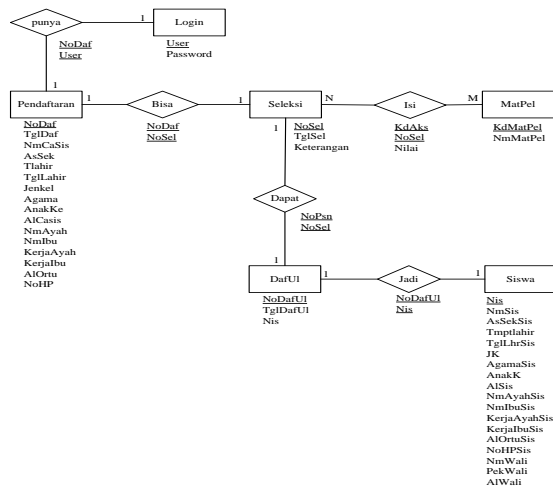 punya
1
1
Login
NoDaf
User
User
Password
1
Pendaftaran
1
Bisa
1
Seleksi
N
Isi
M
MatPel
NoDaf
TglDaf
NmCaSis
AsSek
Tlahir
TglLahir
Jenkel
Agama
AnakKe
AlCasis
NmAyah
NmIbu
KerjaAyah
KerjaIbu
AlOrtu
NoHP
NoDaf
NoSel
1
NoSel
TglSel
Keterangan
KdAks
NoSel
Nilai
KdMatPel
NmMatPel
Dapat
NoPsn
NoSel
1
DafUl
1
Jadi
1
Siswa
NoDafUl
TglDafUl
Nis
NoDafUl
Nis
Nis
NmSis
AsSekSis
Tmptlahir
TglLhrSis
JK
AgamaSis
AnakK
AlSis
NmAyahSis
NmIbuSis
KerjaAyahSis
KerjaIbuSis
AlOrtuSis
NoHPSis
NmWali
PekWali
AlWali